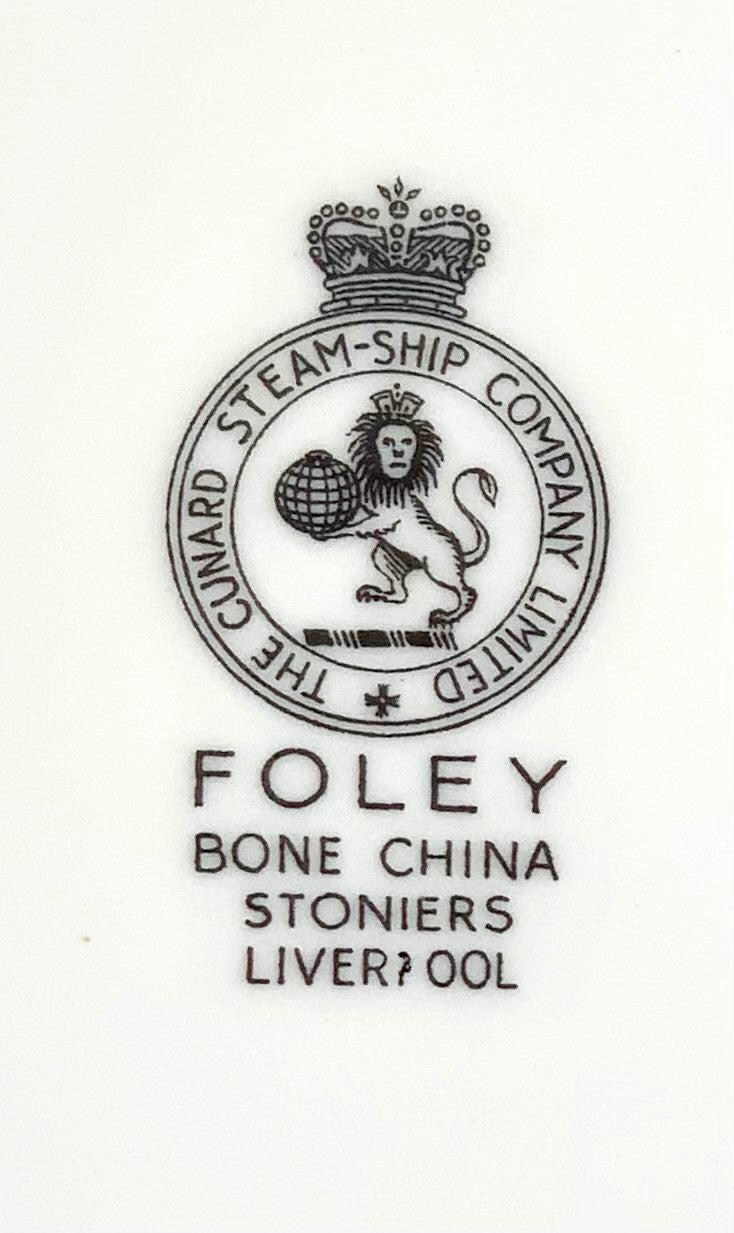 THE CUNARD STEAM-SHIP COMPANY LIMITED
FOLEY
BONE CHINA
STONIERS
LIVERPOOL